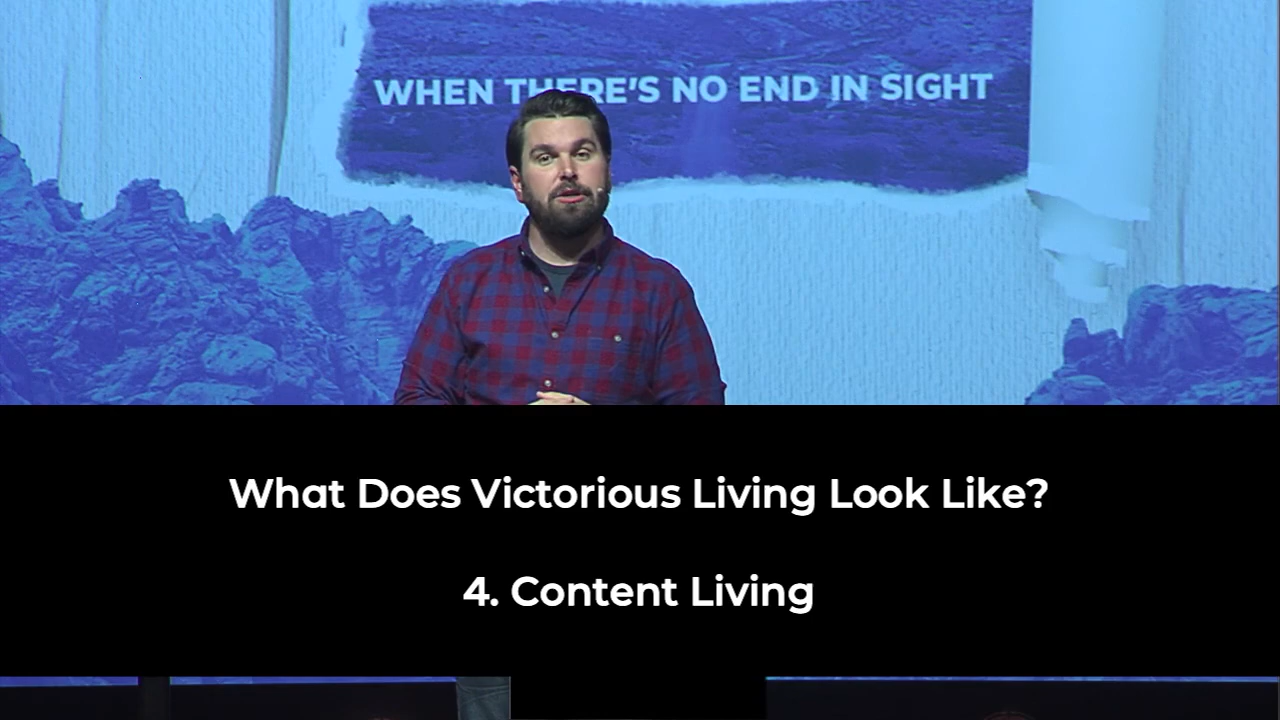 WHEN THERE'S NO END IN SIGHT
What Does Victorious Living Look Like?
4. Content Living